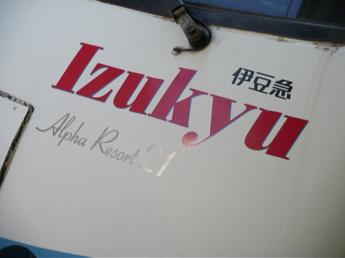 伊豆急
Izukyu
Alpha Resort 21